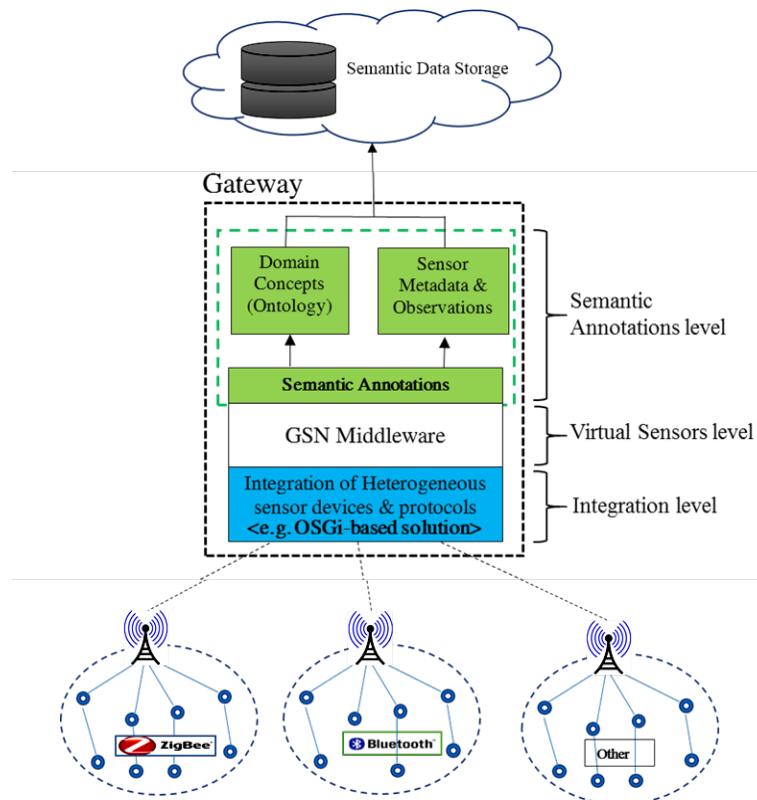 Semantic Data Storage
Gateway
Domain
Concepts
(Ontology)
Sensor
Metadata &
Observations
Semantic
Annotations level
Semantic Annotations
GSN Middleware
Virtual Sensors level
Integration of Heterogeneous
sensor devices & protocols
<e.g. OSGi-based solution>
Integration level
ZigBee
Bluetooth
Other